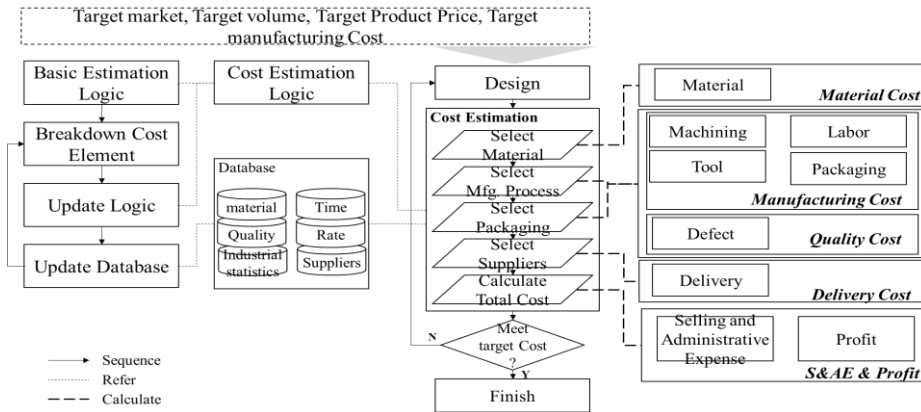 Target market, Target volume, Target Product Price, Target
manufacturing Cost
Basic Estimation
Logic
Breakdown Cost
Element
Update Logic
Update Database
Cost Estimation
Logic
Database
material
Time
Quality
Rate
Industrial
statistics
Suppliers
Design
Cost Estimation
Select
Material
Select
Mfg. Process
Select
Packaging
Select
Suppliers
Calculate
Total Cost
Meet
target Cost
?
N
Y
Finish
Material
Material Cost
Machining
Labor
Tool
Packaging
Manufacturing Cost
Defect
Quality Cost
Delivery
Delivery Cost
Selling and
Administrative
Expense
Profit
S&AE & Profit
Sequence
Refer
Calculate